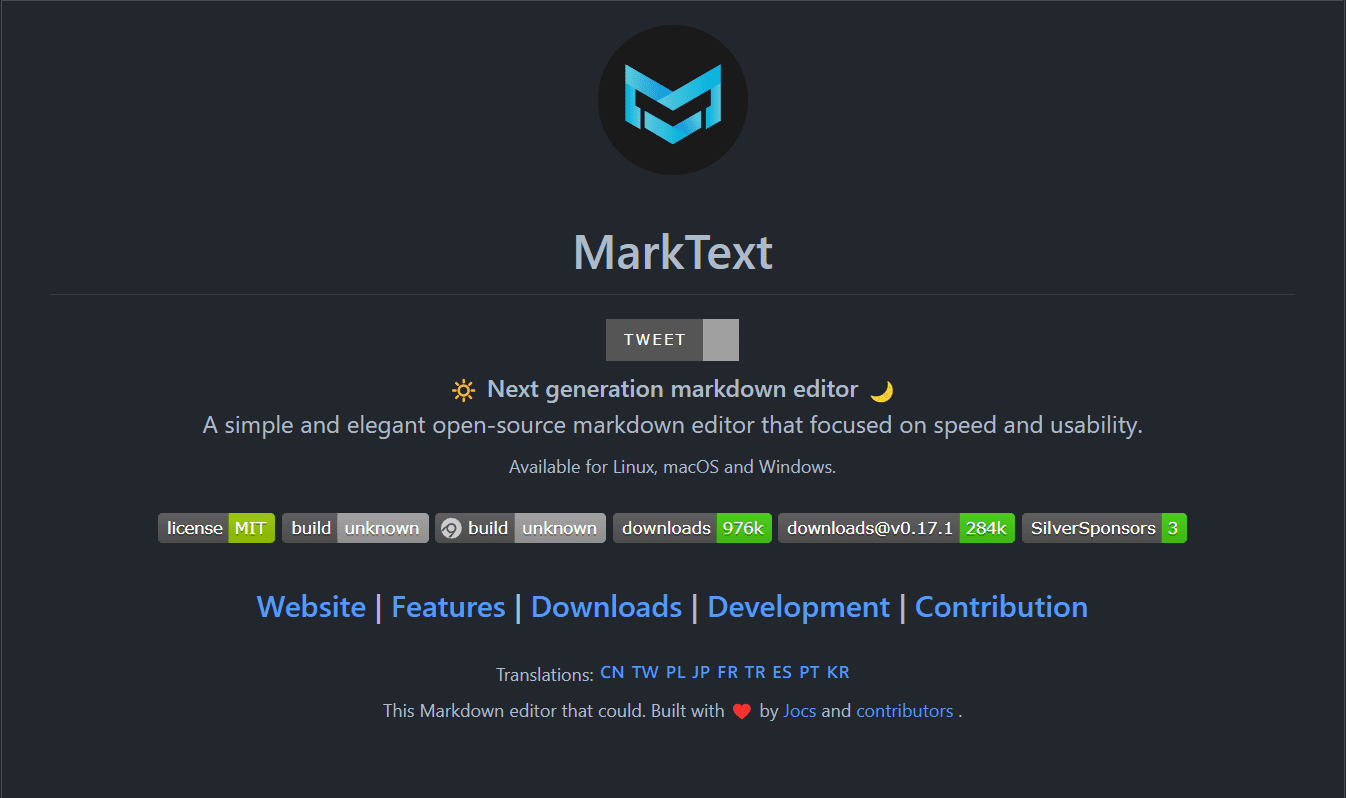 MarkText
TWEET
Next generation markdown editor
A simple and elegant open-source markdown editor that focused on speed and usability.
Available for Linux, macOS and Windows.
license MIT build unknown build unknown downloads 976k downloads@v0.17.1 284k SilverSponsors 3
Website | Features | Downloads | Development | Contribution
Translations: CN TW PL JP FR TR ES PT KR
This Markdown editor that could. Built with ❤️ by Jocs and contributors .